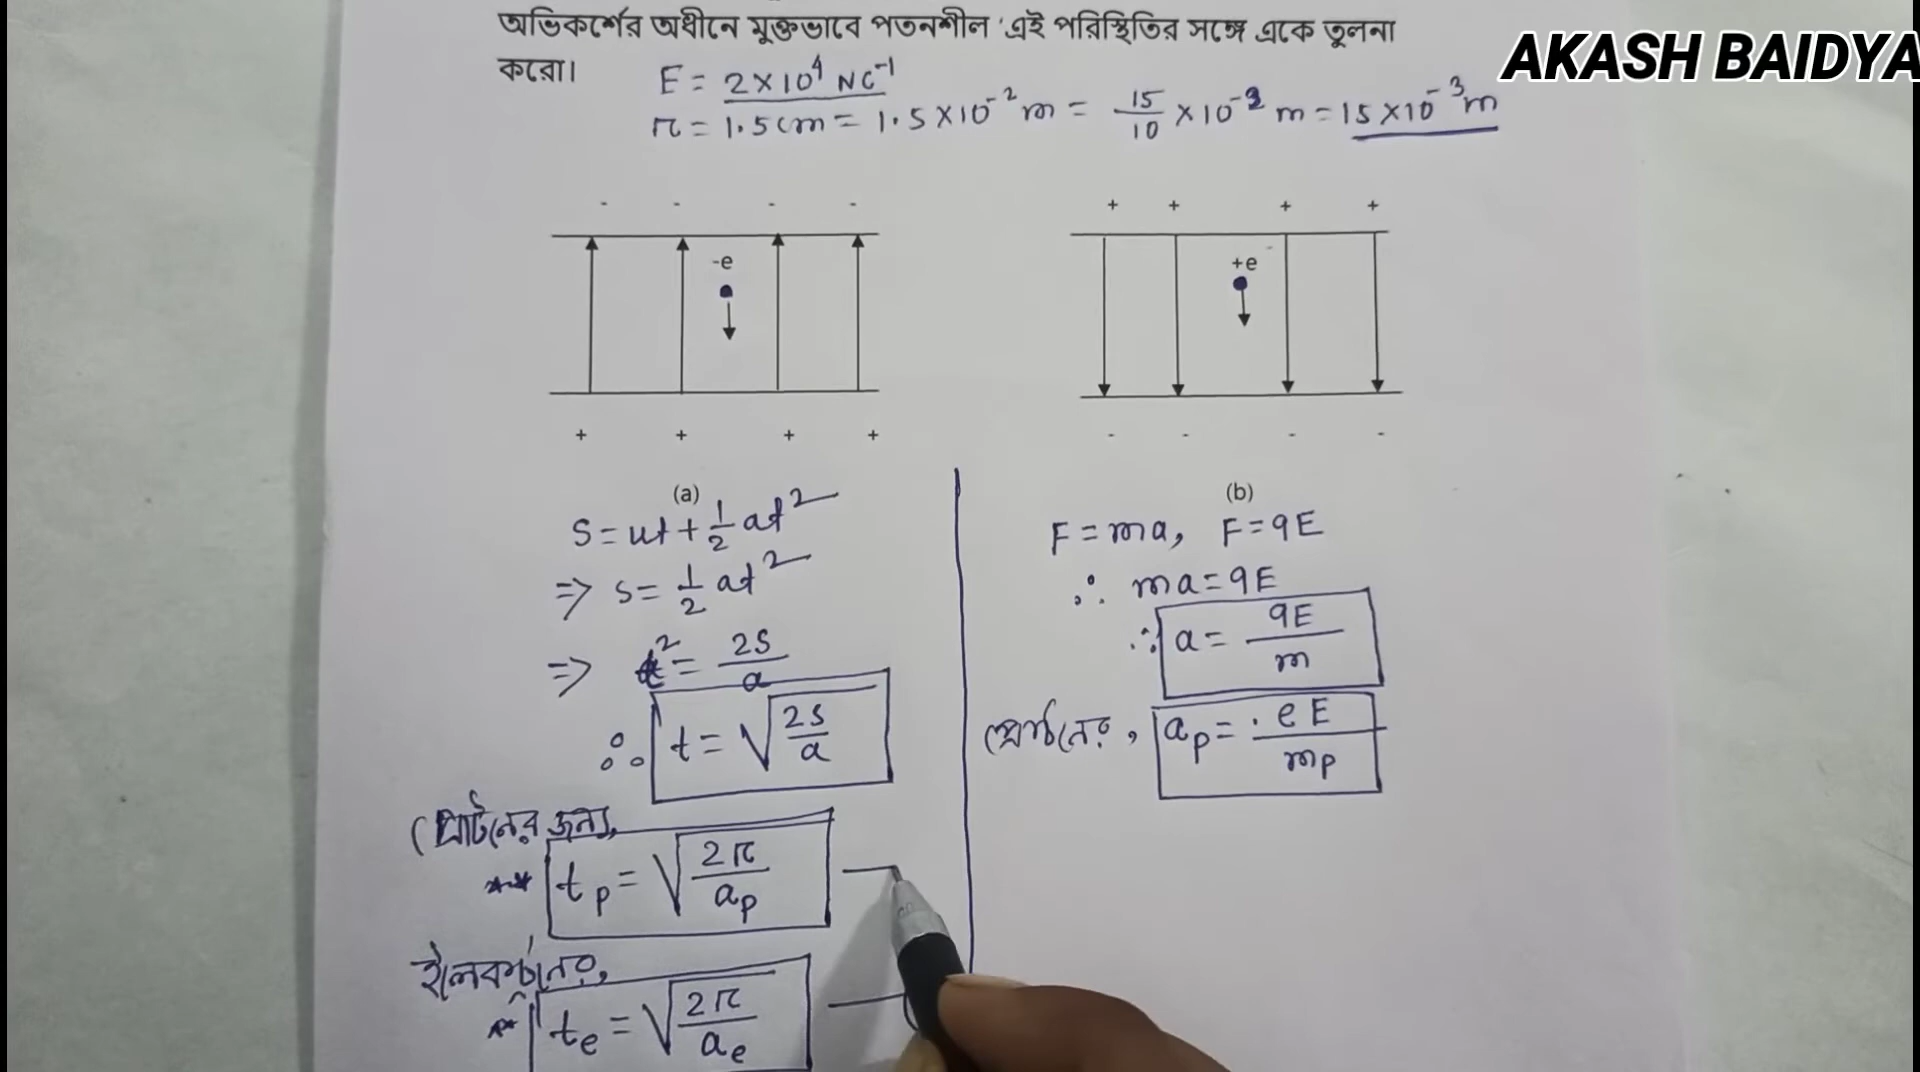 অভিকর্শের অধীনে মুক্তভাবে পতনশীল 'এই পরিস্থিতির সঙ্গে একে তুলনা
করো।
AKASH BAIDYA
E = 2×10⁴ NC⁻¹
r = 1.5cm = 1.5×10⁻² m = 15/10 ×10⁻² m = 15×10⁻³ m
- - - -
-e
+ + + +
(a)
+ + + +
+e
- - - -
(b)
S = ut + 1/2 at²
⇒ s = 1/2 at²
⇒ t² = 2S/a
∴ t = √(2s/a)
প্রোটনের জন্য,
tₚ = √(2r/aₚ)
ইলেকট্রনের,
tₑ = √(2r/aₑ)
F = ma, F = qE
∴ ma = qE
∴ a = qE/m
প্রোটনের, aₚ = eE/mₚ